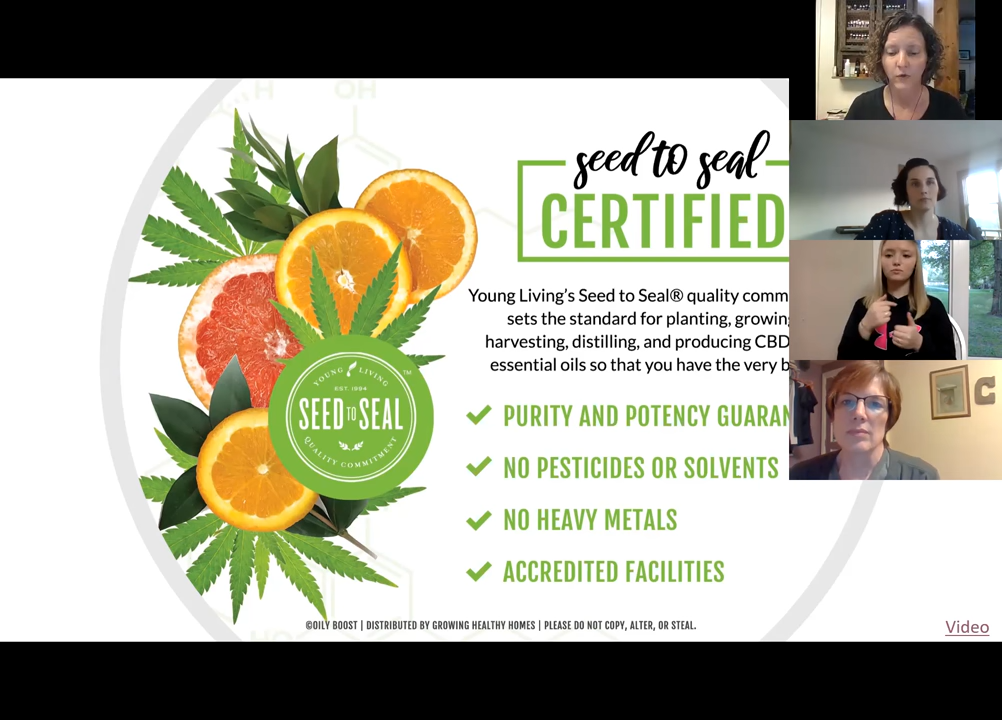 H
OH
seed to seal
CERTIFIED
Young Living's Seed to Seal® quality comm
sets the standard for planting, growing
harvesting, distilling, and producing CBD
essential oils so that you have the very b
YOUNG LIVING
TM
EST. 1994
SEED TO SEAL
QUALITY COMMITMENT
PURITY AND POTENCY GUARAN
NO PESTICIDES OR SOLVENTS
NO HEAVY METALS
ACCREDITED FACILITIES
HO
©OILY BOOST | DISTRIBUTED BY GROWING HEALTHY HOMES | PLEASE DO NOT COPY, ALTER, OR STEAL.
Video
C